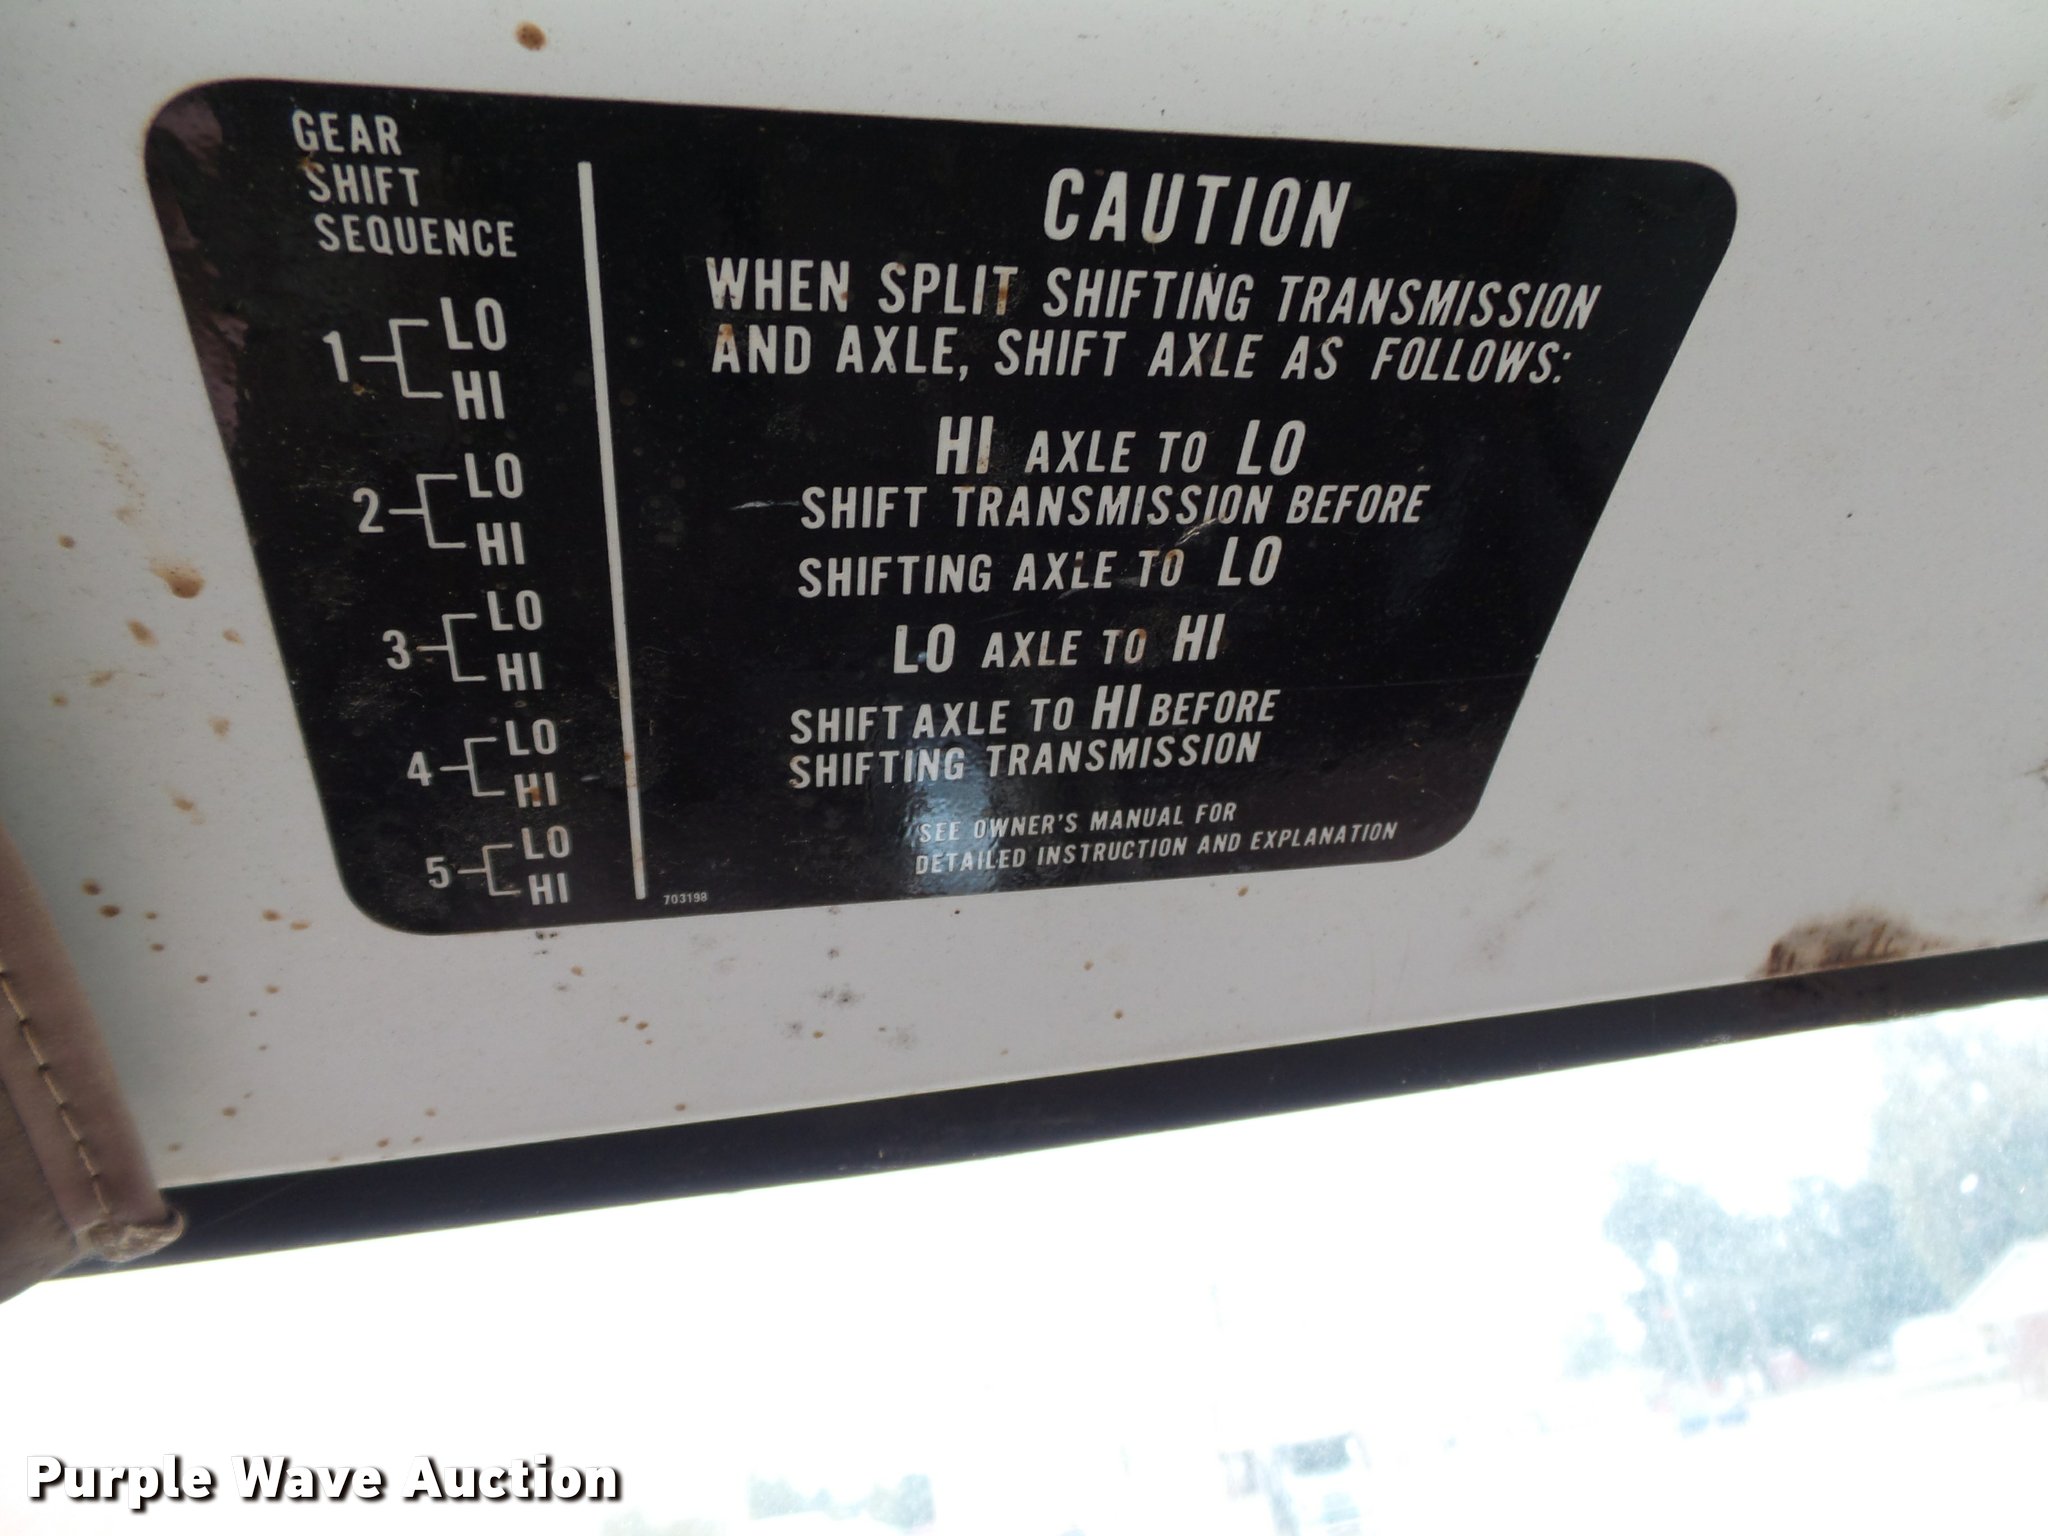 GEAR
SHIFT
SEQUENCE
1 LO
HI
2 LO
HI
3 LO
HI
4 LO
HI
5 LO
HI
CAUTION
WHEN SPLIT SHIFTING TRANSMISSION
AND AXLE, SHIFT AXLE AS FOLLOWS:
HI AXLE TO LO
SHIFT TRANSMISSION BEFORE
SHIFTING AXLE TO LO
LO AXLE TO HI
SHIFT AXLE TO HI BEFORE
SHIFTING TRANSMISSION
SEE OWNER'S MANUAL FOR
DETAILED INSTRUCTION AND EXPLANATION
703198
Purple Wave Auction